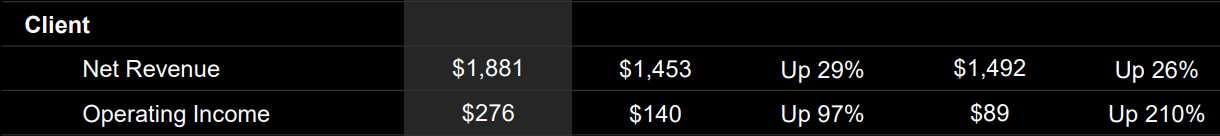 Client
Net Revenue $1,881 $1,453 Up 29% $1,492 Up 26%
Operating Income $276 $140 Up 97% $89 Up 210%